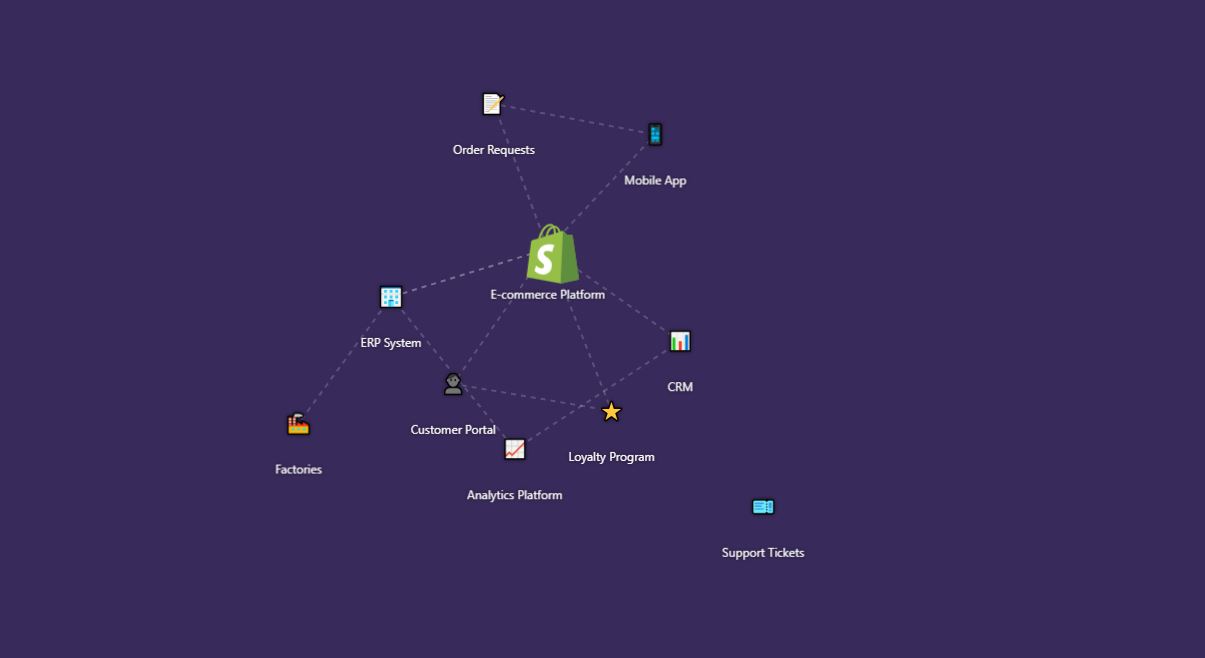 Order Requests
Mobile App
S
E-commerce Platform
ERP System
CRM
Customer Portal
Loyalty Program
Factories
Analytics Platform
Support Tickets